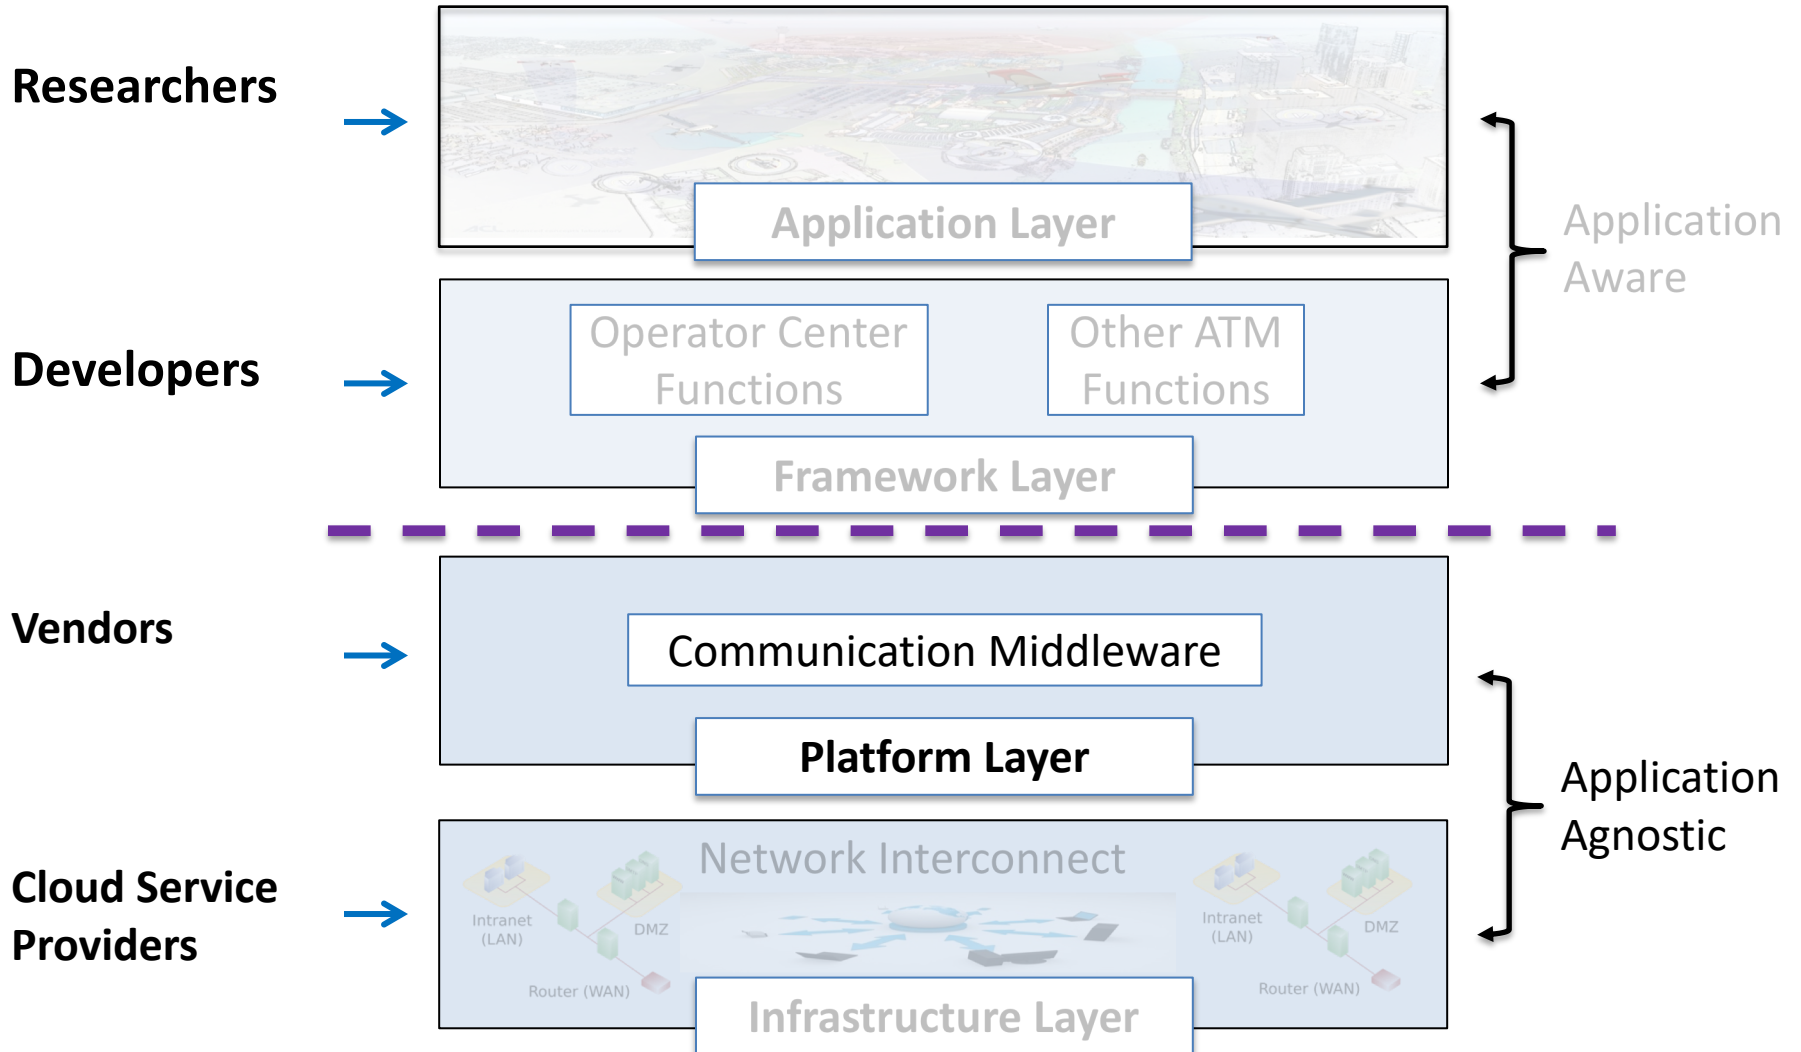 Researchers
Application Layer
Application
Aware
Developers
Operator Center
Functions
Other ATM
Functions
Framework Layer
Vendors
Communication Middleware
Platform Layer
Application
Agnostic
Cloud Service
Providers
Network Interconnect
Intranet
(LAN)
DMZ
Router (WAN)
Intranet
(LAN)
DMZ
Router (WAN)
Infrastructure Layer